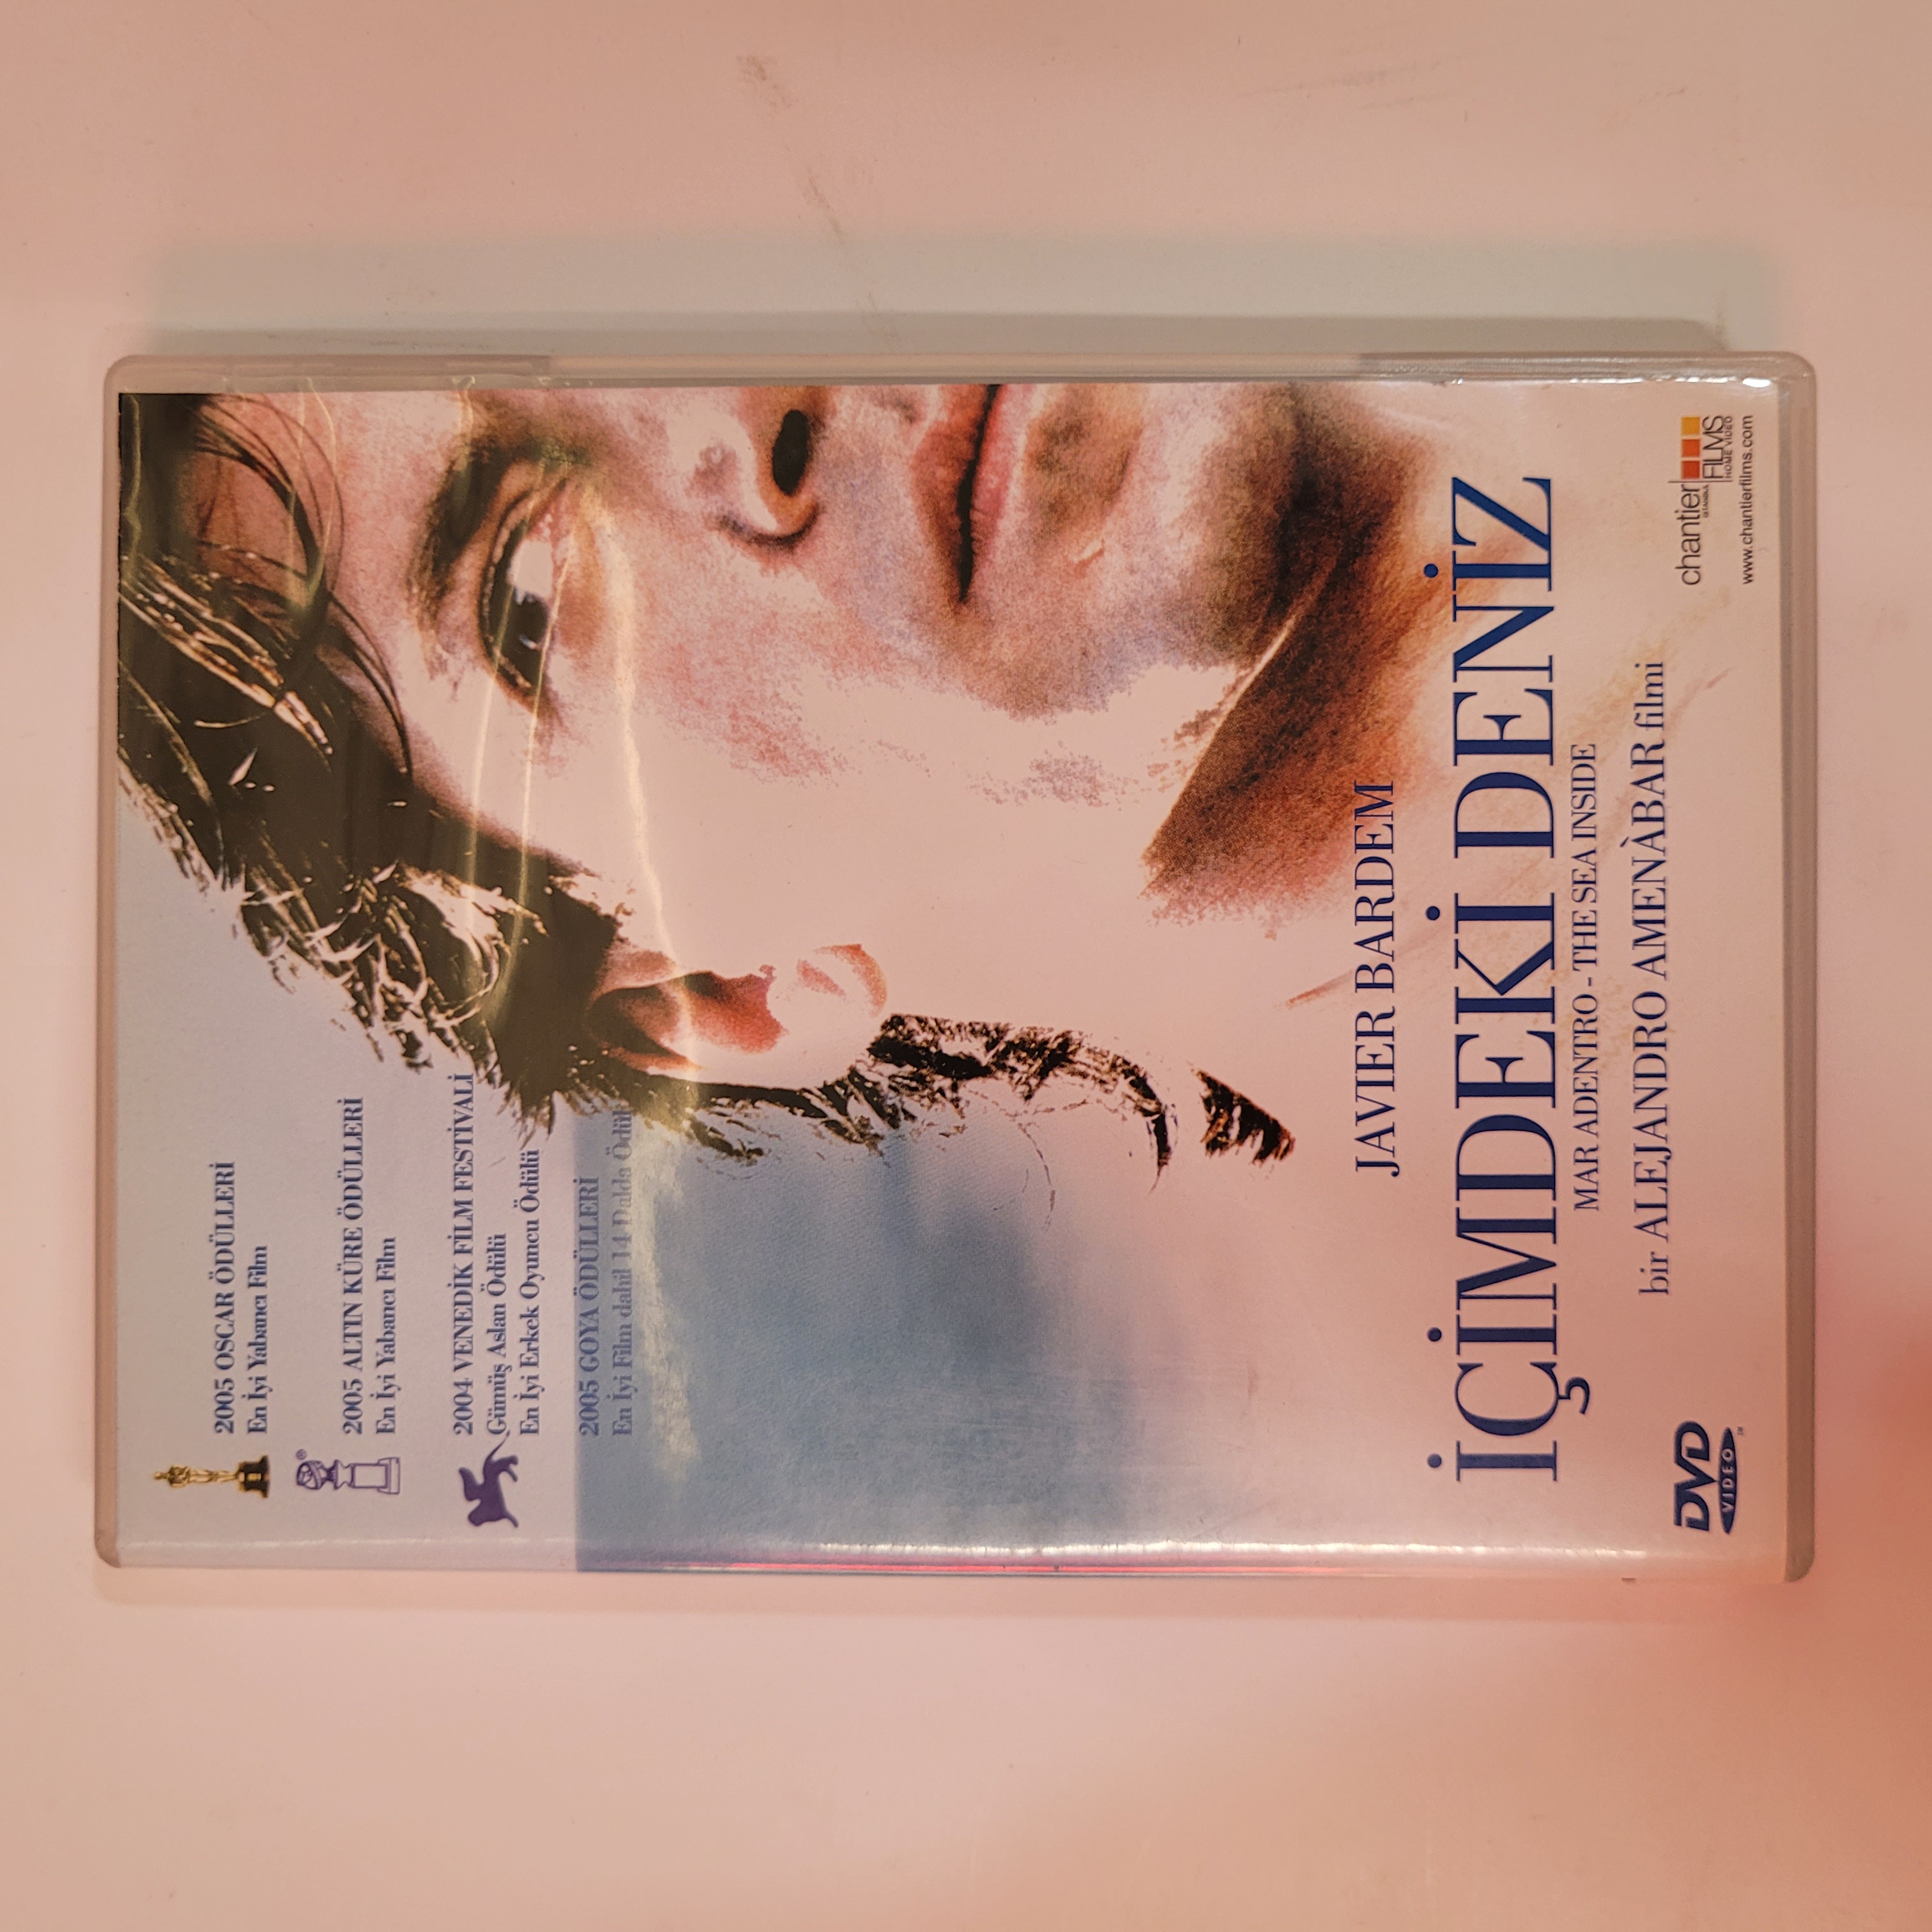 2005 OSCAR ÖDÜLLERİ
En İyi Yabancı Film
2005 ALTIN KÜRE ÖDÜLLERİ
En İyi Yabancı Film
2004 VENEDİK FİLM FESTİVALİ
Gümüş Aslan Ödülü
En İyi Erkek Oyuncu Ödülü
2005 GOYA ÖDÜLLERİ
En İyi Film dahil 14 Dalda Ödül
JAVIER BARDEM
İÇİMDEKİ DENİZ
MAR ADENTRO - THE SEA INSIDE
bir ALEJANDRO AMENÀBAR filmi
DVD
VIDEO
chantier
ISTANBUL
FILMS
HOME VIDEO
www.chantierfilms.com